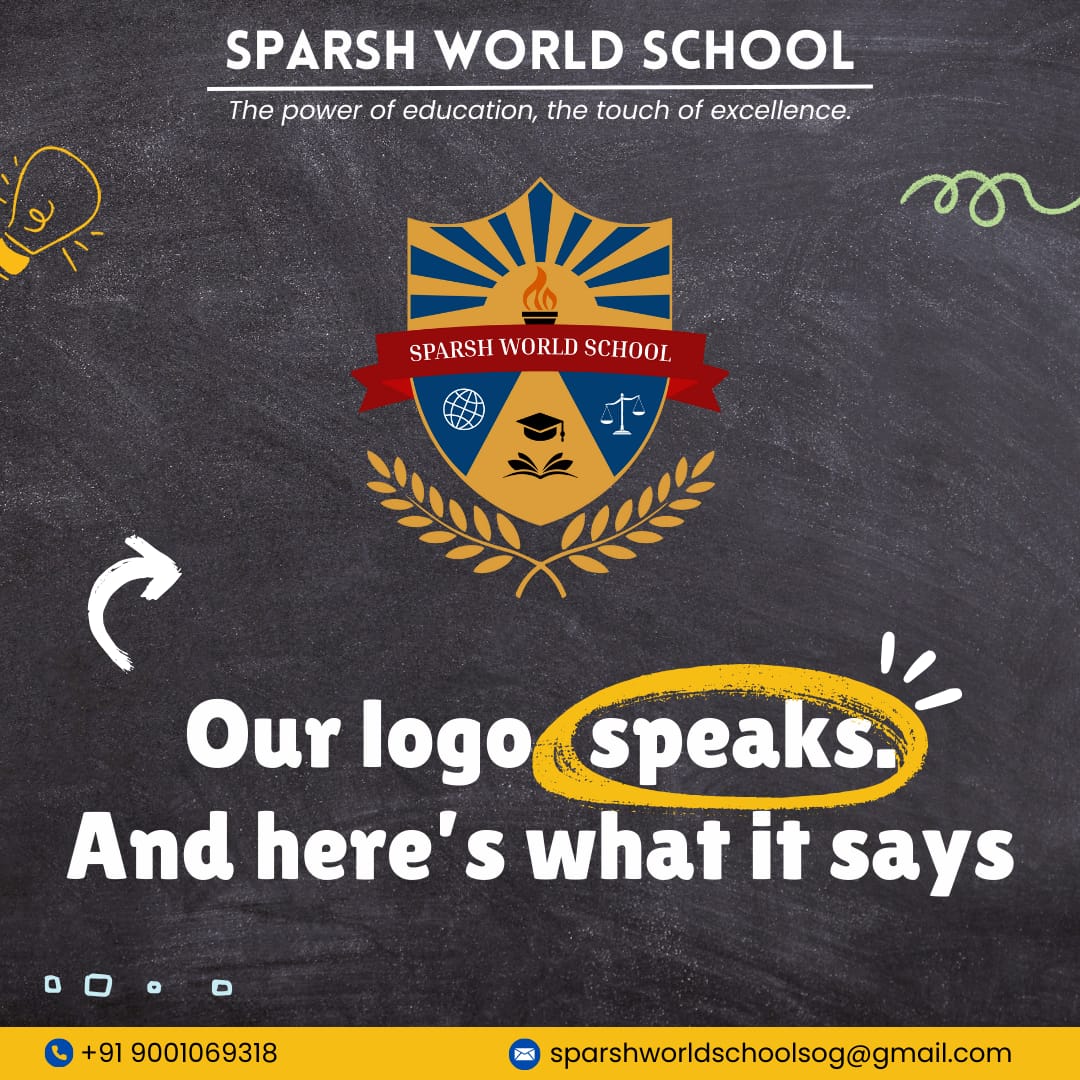 SPARSH WORLD SCHOOL
The power of education, the touch of excellence.
SPARSH WORLD SCHOOL
Our logo speaks.
And here's what it says
+91 9001069318
sparshworldschoolsog@gmail.com